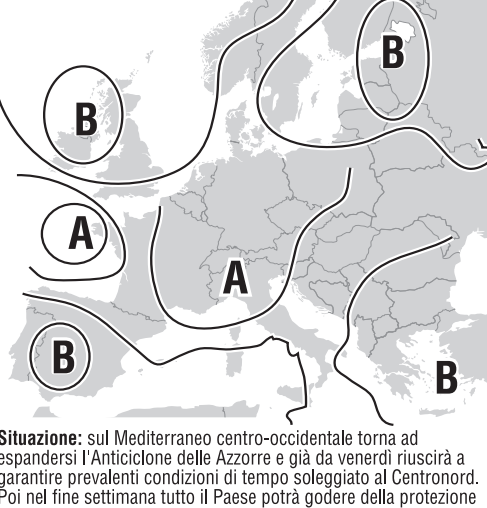 B
B
A
A
B
B
Situazione: sul Mediterraneo centro-occidentale torna ad
espandersi l'Anticiclone delle Azzorre e già da venerdì riuscirà a
garantire prevalenti condizioni di tempo soleggiato al Centronord.
Poi nel fine settimana tutto il Paese potrà godere della protezione